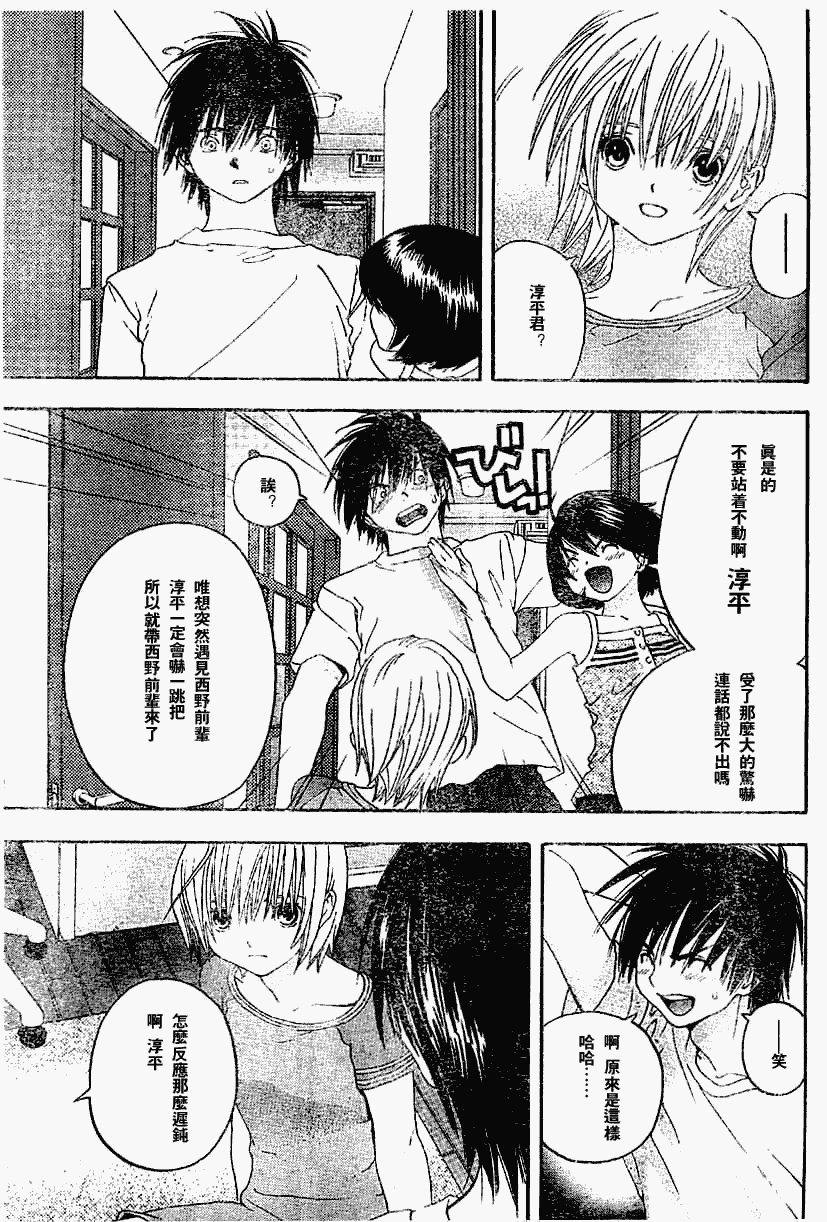 ——
淳平君？
真是的
不要站着不動啊
淳平
受了那麼大的驚嚇
連話都說不出嗎
びくぅ!!
誒？
唯想突然遇見西野前輩
淳平一定會嚇一跳把
所以就帶西野前輩來了
——笑
啊 原來是這樣
哈哈……
怎麼反應那麼遲鈍
啊 淳平